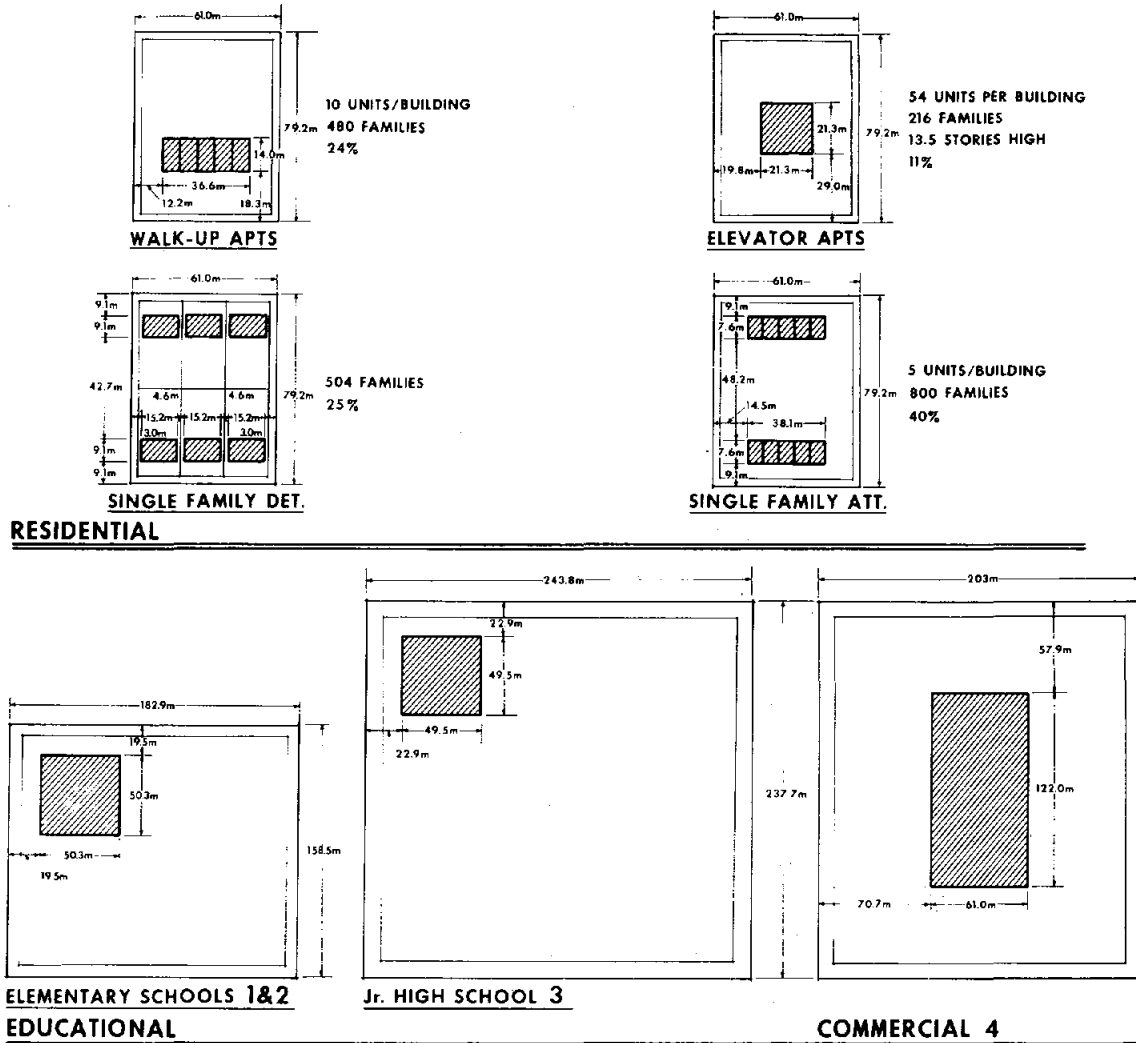 61.0m
79.2m
14.0m
36.6m
12.2m
18.3m
10 UNITS/BUILDING
480 FAMILIES
24%
WALK-UP APTS
61.0m
79.2m
21.3m
19.8m
21.3m
29.0m
54 UNITS PER BUILDING
216 FAMILIES
13.5 STORIES HIGH
11%
ELEVATOR APTS
61.0m
9.1m
9.1m
42.7m
79.2m
4.6m
4.6m
15.2m
15.2m
15.2m
3.0m
3.0m
9.1m
9.1m
504 FAMILIES
25%
SINGLE FAMILY DET.
61.0m
9.1m
7.6m
48.2m
79.2m
14.5m
38.1m
7.6m
9.1m
5 UNITS/BUILDING
800 FAMILIES
40%
SINGLE FAMILY ATT.
RESIDENTIAL
182.9m
19.5m
50.3m
50.3m
19.5m
158.5m
ELEMENTARY SCHOOLS 1&2
243.8m
22.9m
49.5m
49.5m
22.9m
237.7m
Jr. HIGH SCHOOL 3
EDUCATIONAL
203m
57.9m
122.0m
70.7m
61.0m
COMMERCIAL 4